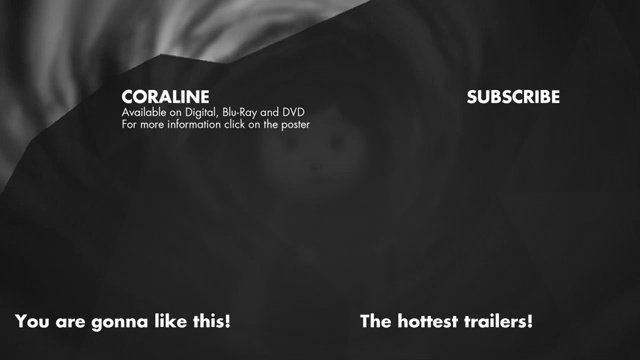 CORALINE
Available on Digital, Blu-Ray and DVD
For more information click on the poster
SUBSCRIBE
You are gonna like this!
The hottest trailers!